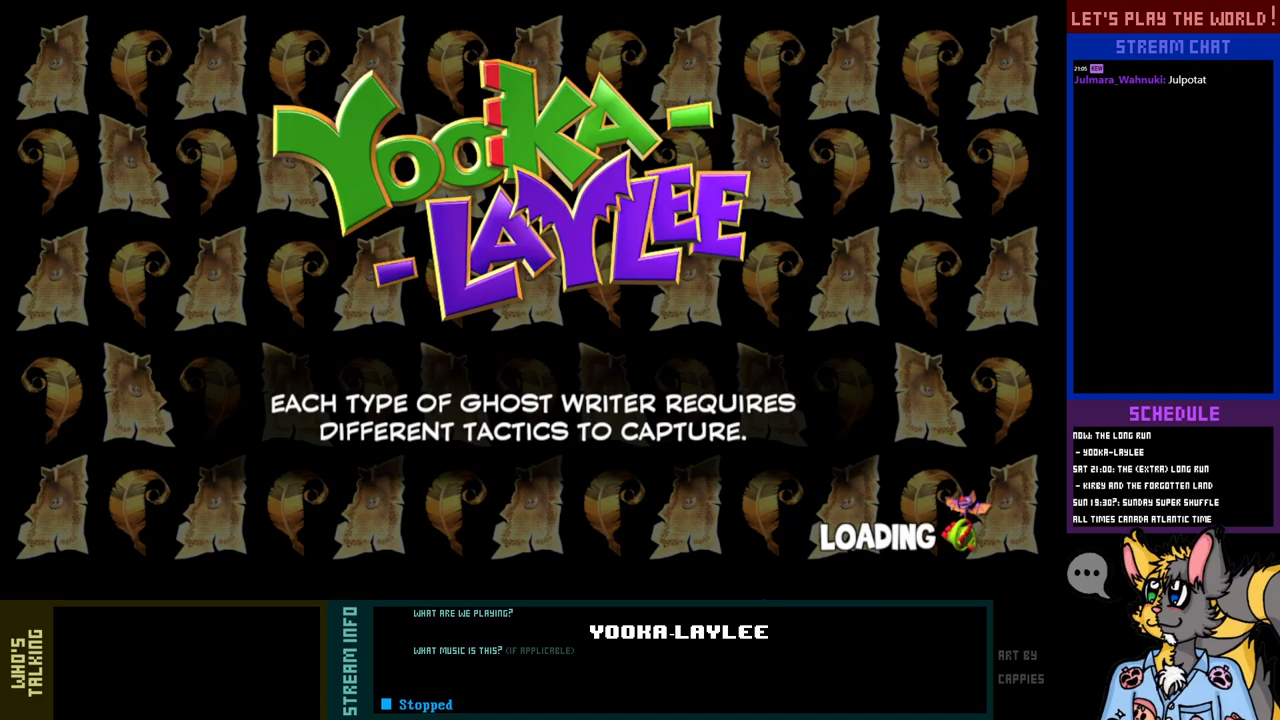 YOOKA-
-LAYLEE
EACH TYPE OF GHOST WRITER REQUIRES
DIFFERENT TACTICS TO CAPTURE.
LOADING
LET'S PLAY THE WORLD!
STREAM CHAT
21:05 NEW
Julmara_Wahnuki: Julpotat
SCHEDULE
NOW: THE LONG RUN
- YOOKA-LAYLEE
SAT 21:00: THE (EXTRA) LONG RUN
- KIRBY AND THE FORGOTTEN LAND
SUN 19:30?: SUNDAY SUPER SHUFFLE
ALL TIMES CANADA ATLANTIC TIME
WHO'S
TALKING
STREAM INFO
WHAT ARE WE PLAYING?
YOOKA-LAYLEE
WHAT MUSIC IS THIS? (IF APPLICABLE)
Stopped
ART BY
CAPPIES